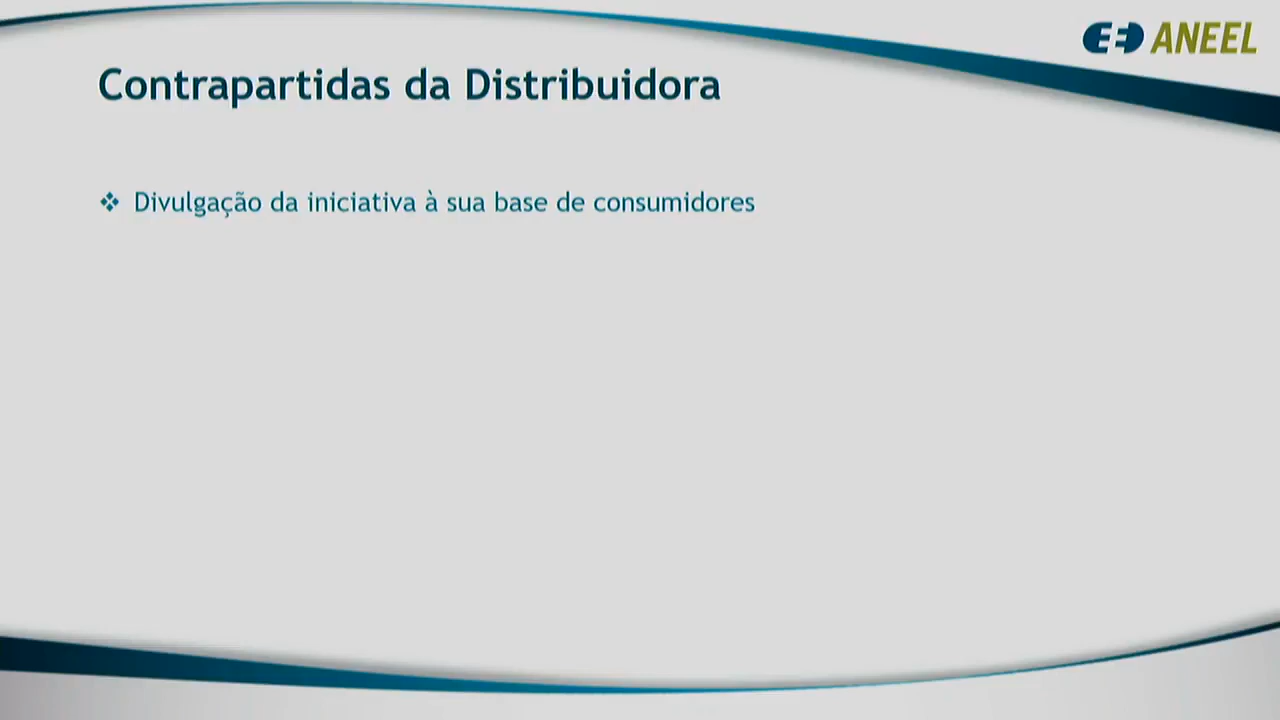 ANEEL
Contrapartidas da Distribuidora
Divulgação da iniciativa à sua base de consumidores